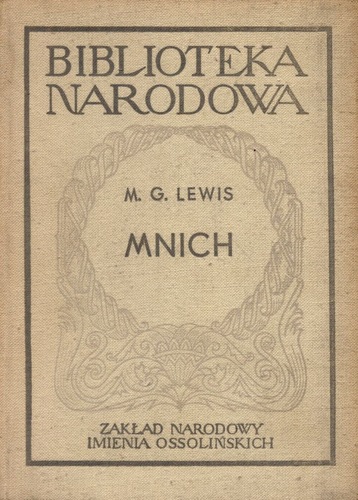 BIBLIOTEKA
NARODOWA
M. G. LEWIS
MNICH
ZAKŁAD NARODOWY
IMIENIA OSSOLIŃSKICH